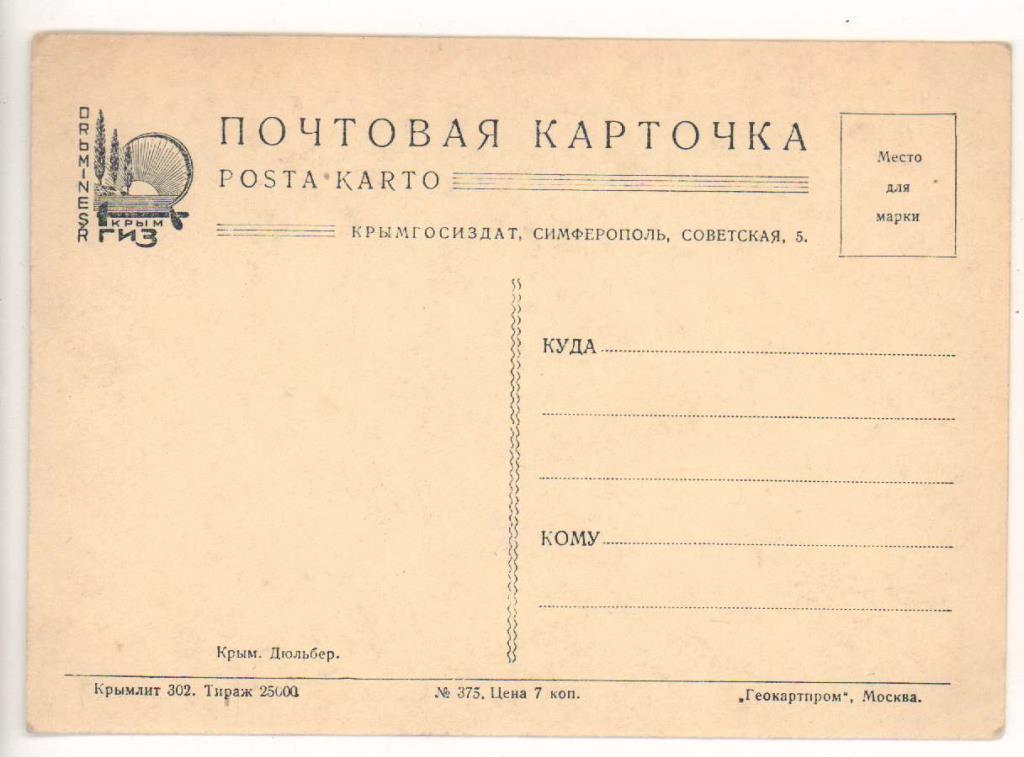 ПОЧТОВАЯ КАРТОЧКА
POSTA KARTO
КРЫМГОСИЗДАТ, СИМФЕРОПОЛЬ, СОВЕТСКАЯ, 5.
КРЫМ
ГИЗ
Место
для
марки
КУДА
КОМУ
Крым. Дюльбер.
Крымлит 302. Тираж 25000
№ 375. Цена 7 коп.
„Геокартпром“, Москва.